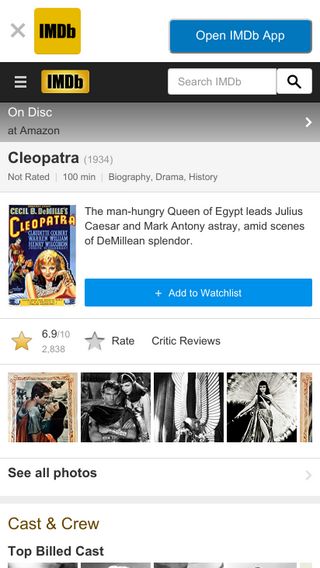 IMDb
Open IMDb App
IMDb
Search IMDb
On Disc
at Amazon
Cleopatra (1934)
Not Rated | 100 min | Biography, Drama, History
CECIL B. DeMILLE'S
CLEOPATRA
CLAUDETTE COLBERT
WARREN WILLIAM
HENRY WILCOXON
The man-hungry Queen of Egypt leads Julius
Caesar and Mark Antony astray, amid scenes
of DeMillean splendor.
+ Add to Watchlist
6.9/10
2,838
Rate
Critic Reviews
See all photos
Cast & Crew
Top Billed Cast